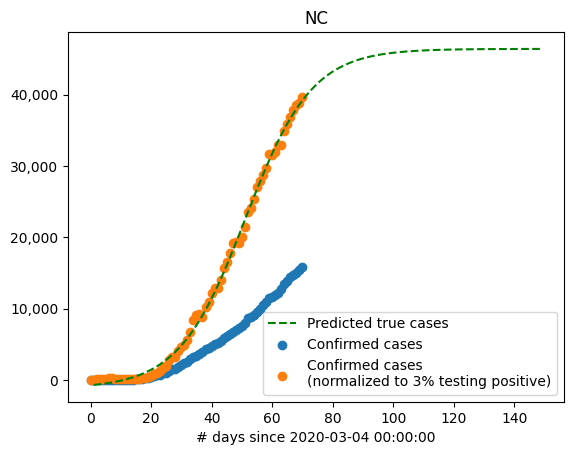 NC
40,000
30,000
20,000
10,000
0
Predicted true cases
Confirmed cases
Confirmed cases
(normalized to 3% testing positive)
0 20 40 60 80 100 120 140
# days since 2020-03-04 00:00:00